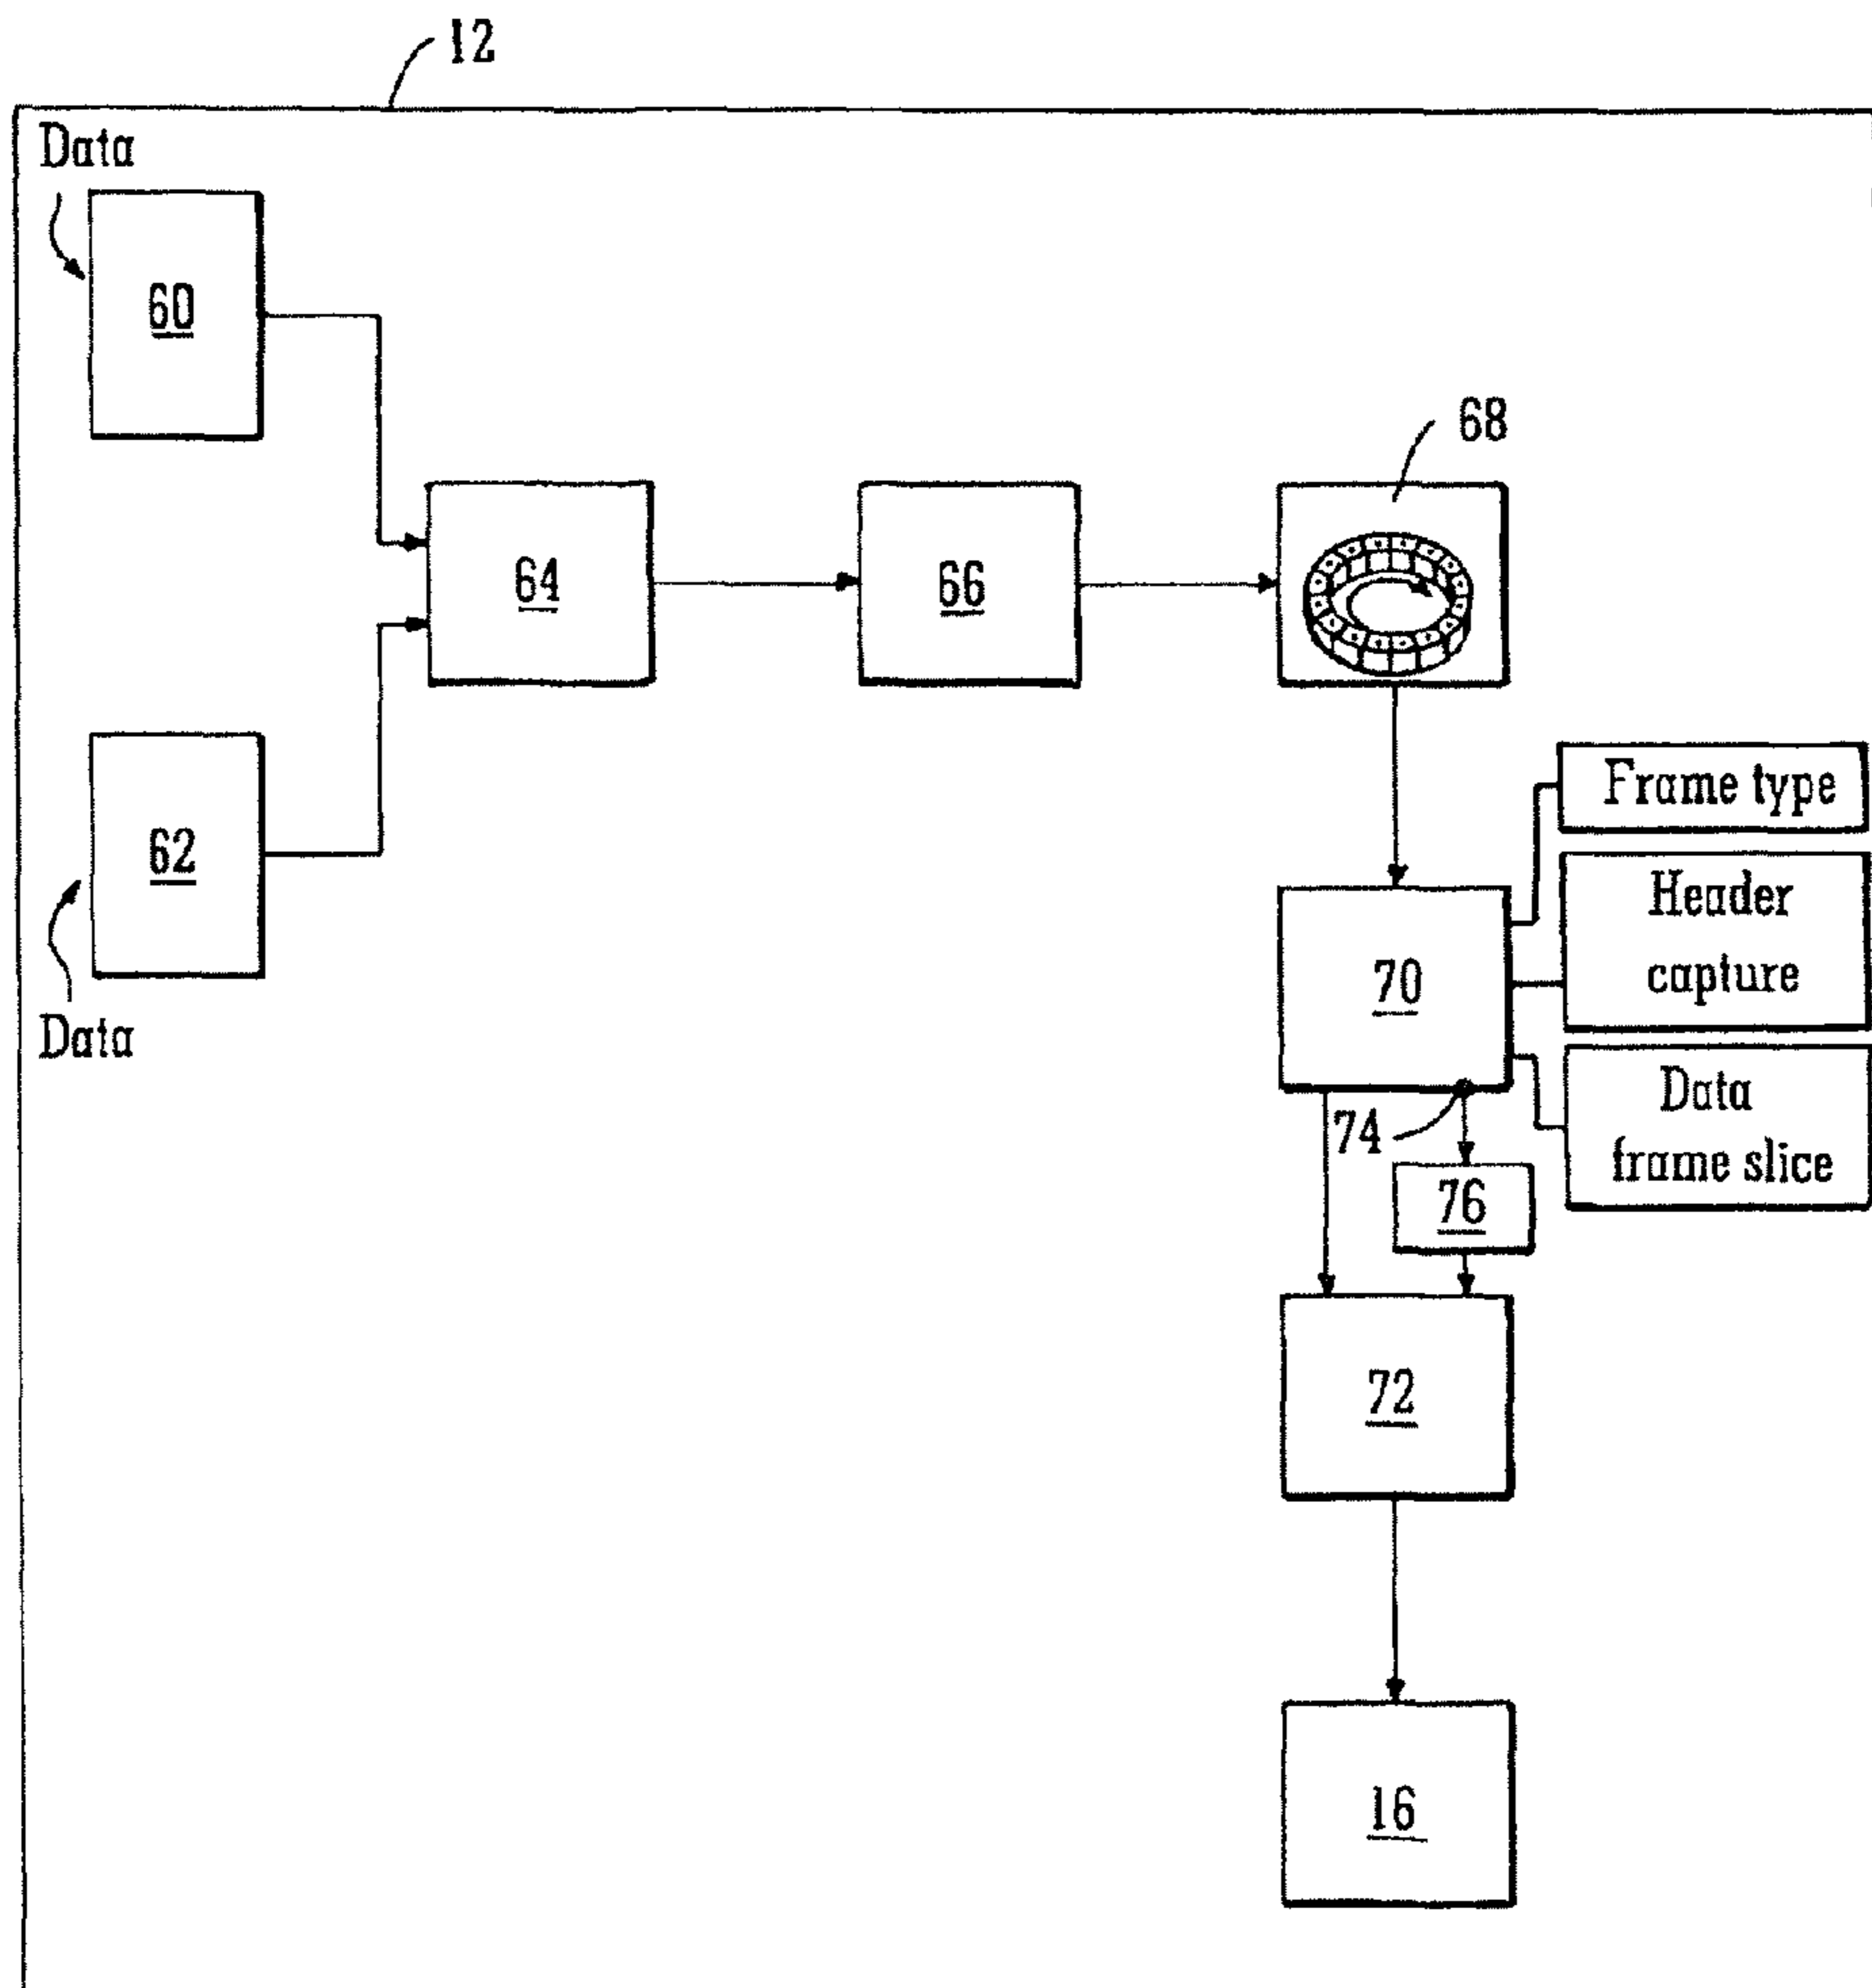 12
Data
60
68
64
66
Frame type
62
Header
capture
70
Data
Data
frame slice
74
76
72
16